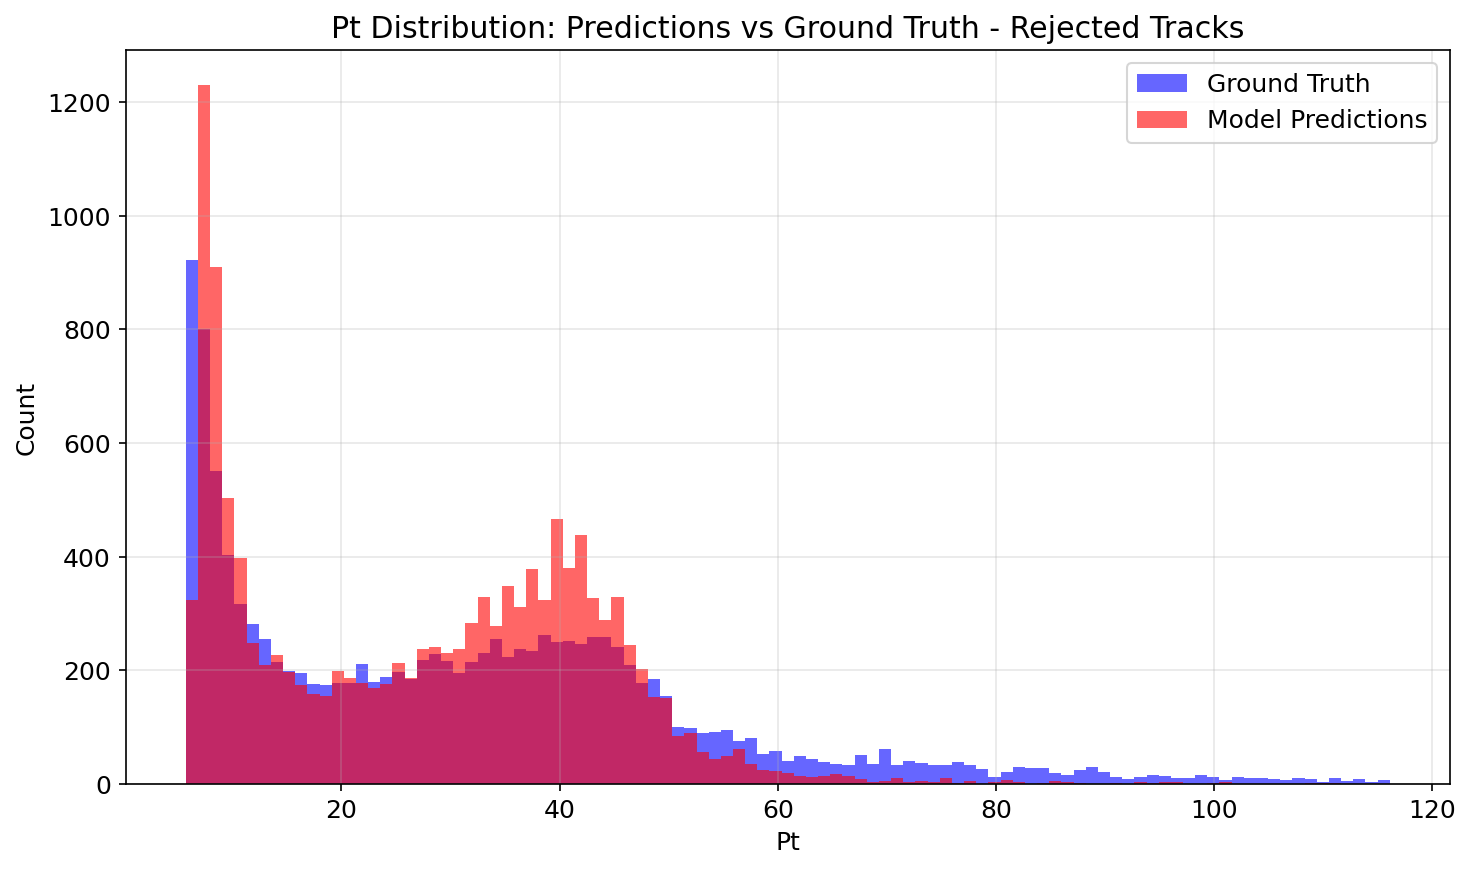 Pt Distribution: Predictions vs Ground Truth - Rejected Tracks
Ground Truth
Model Predictions
Count
1200
1000
800
600
400
200
0
20 40 60 80 100 120
Pt